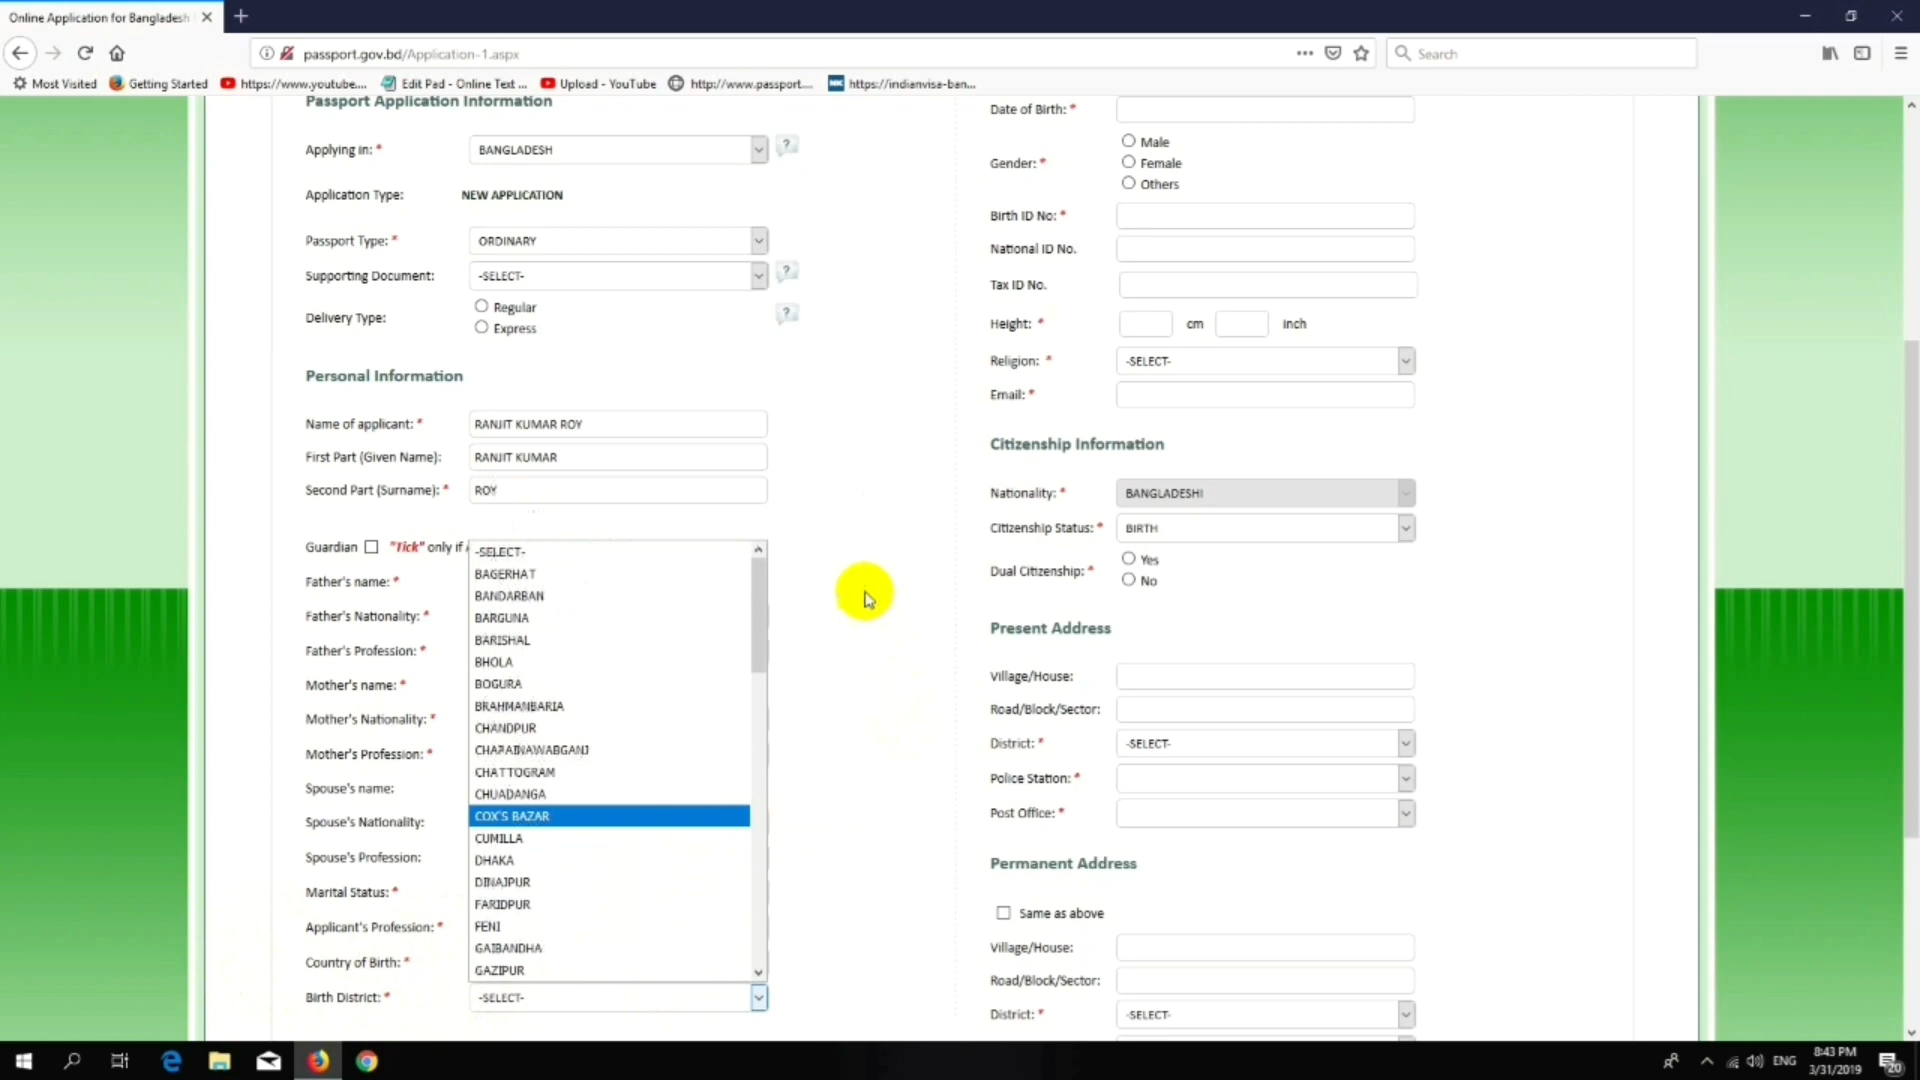 Online Application for Bangladesh
passport.gov.bd/Application-1.aspx
Search
Most Visited
Getting Started
https://www.youtube....
Edit Pad - Online Text ...
Upload - YouTube
http://www.passport....
https://indianvisa-ban...
Passport Application Information
Applying in: *
BANGLADESH
Application Type:
NEW APPLICATION
Passport Type: *
ORDINARY
Supporting Document:
-SELECT-
Delivery Type:
Regular
Express
Personal Information
Name of applicant: *
RANJIT KUMAR ROY
First Part (Given Name):
RANJIT KUMAR
Second Part (Surname): *
ROY
Guardian
"Tick" only if
Father's name: *
Father's Nationality: *
Father's Profession: *
Mother's name: *
Mother's Nationality: *
Mother's Profession: *
Spouse's name:
Spouse's Nationality:
Spouse's Profession:
Marital Status: *
Applicant's Profession: *
Country of Birth: *
Birth District: *
-SELECT-
-SELECT-
BAGERHAT
BANDARBAN
BARGUNA
BARISHAL
BHOLA
BOGURA
BRAHMANBARIA
CHANDPUR
CHAPAINAWABGANJ
CHATTOGRAM
CHUADANGA
COX'S BAZAR
CUMILLA
DHAKA
DINAJPUR
FARIDPUR
FENI
GAIBANDHA
GAZIPUR
Date of Birth: *
Gender: *
Male
Female
Others
Birth ID No: *
National ID No.
Tax ID No.
Height: *
cm
inch
Religion: *
-SELECT-
Email: *
Citizenship Information
Nationality: *
BANGLADESHI
Citizenship Status: *
BIRTH
Dual Citizenship: *
Yes
No
Present Address
Village/House:
Road/Block/Sector:
District: *
-SELECT-
Police Station: *
Post Office: *
Permanent Address
Same as above
Village/House:
Road/Block/Sector:
District: *
-SELECT-
ENG
8:43 PM
3/31/2019
20